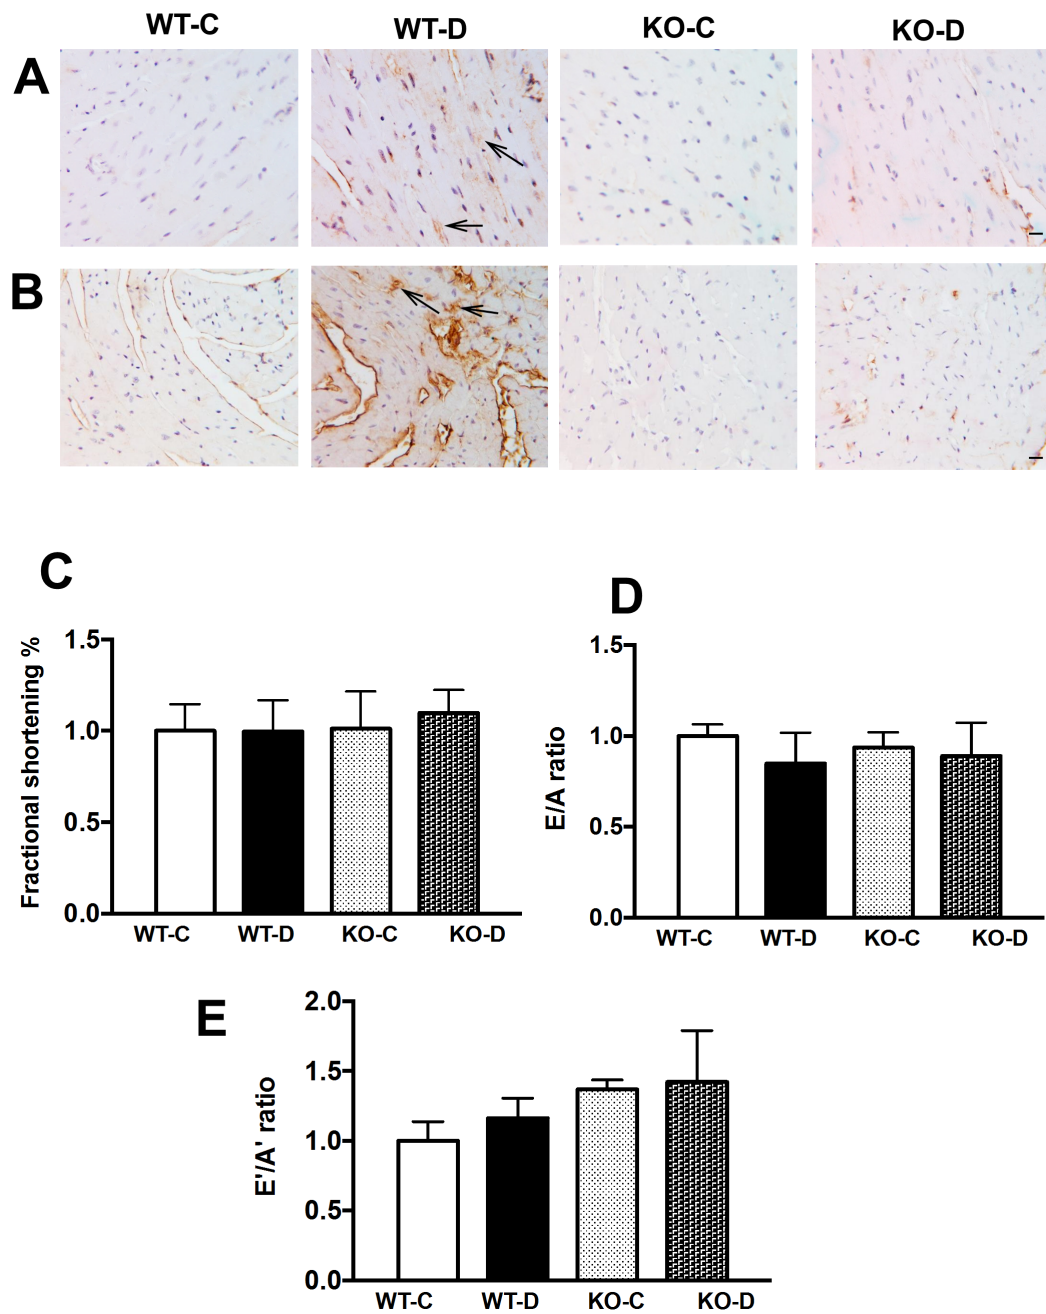 WT-C WT-D KO-C KO-D
A
B
C
Fractional shortening %
1.5
1.0
0.5
0.0
WT-C WT-D KO-C KO-D
D
E/A ratio
1.5
1.0
0.5
0.0
WT-C WT-D KO-C KO-D
E
E'/A' ratio
2.0
1.5
1.0
0.5
0.0
WT-C WT-D KO-C KO-D